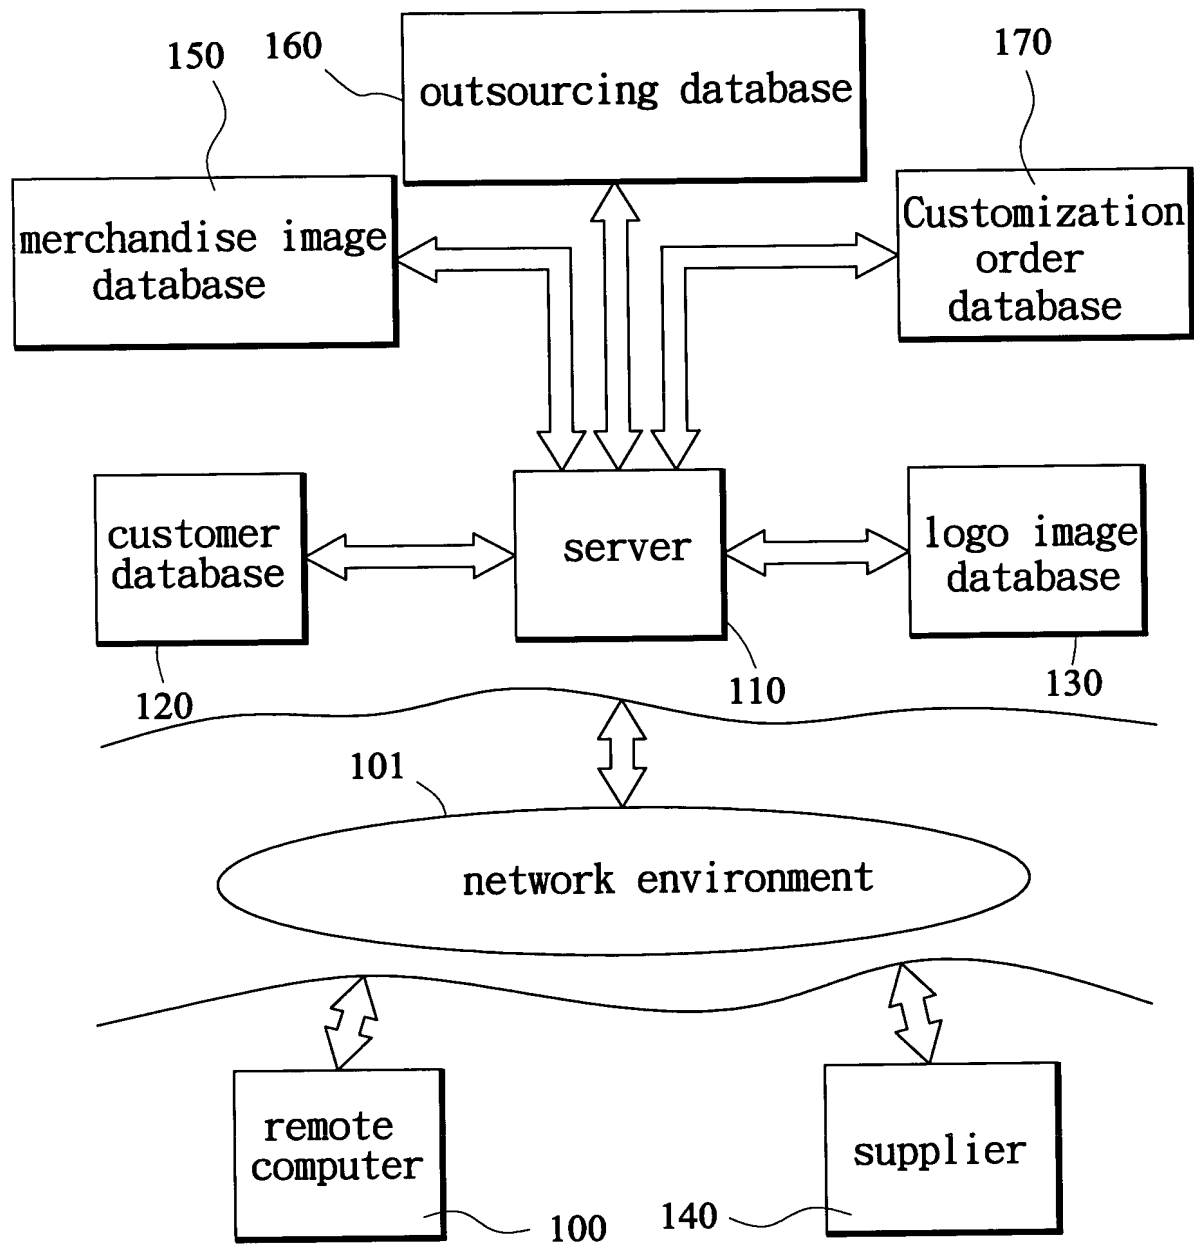 150
160
outsourcing database
170
merchandise image
database
Customization
order
database
customer
database
server
logo image
database
120
110
130
101
network environment
remote
computer
supplier
100
140